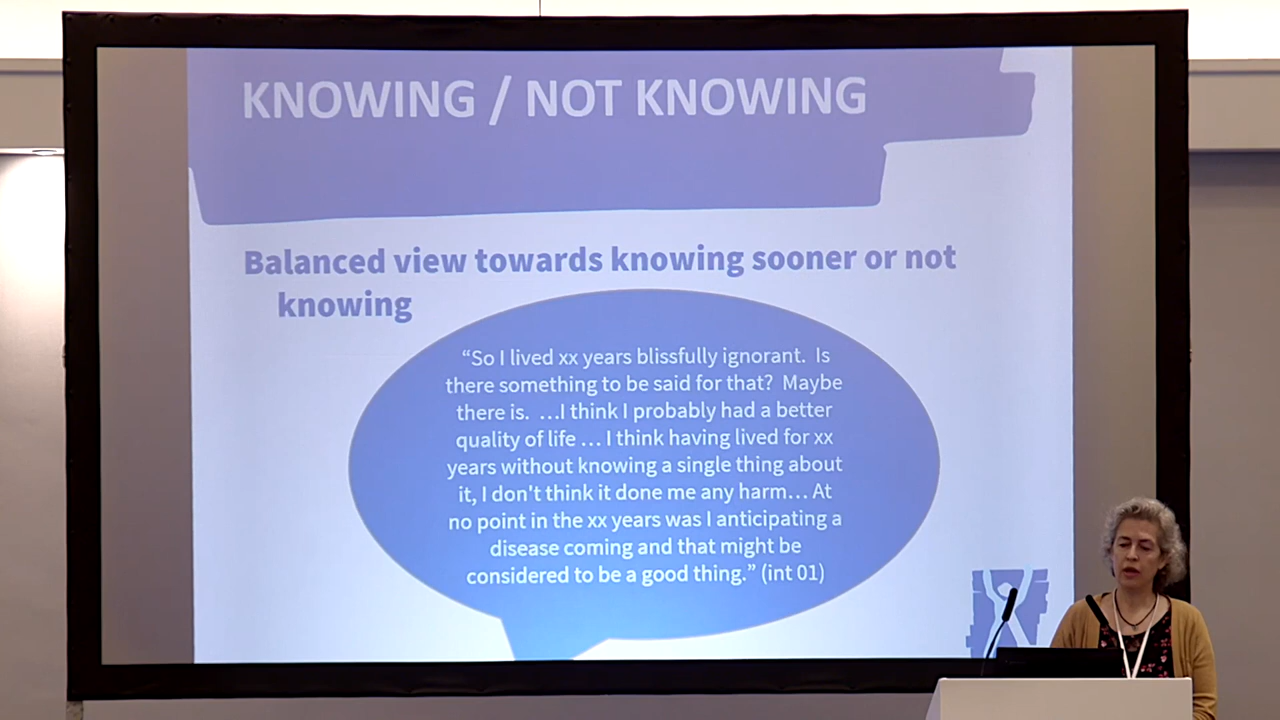 KNOWING / NOT KNOWING
Balanced view towards knowing sooner or not
knowing
“So I lived xx years blissfully ignorant. Is
there something to be said for that? Maybe
there is. …I think I probably had a better
quality of life … I think having lived for xx
years without knowing a single thing about
it, I don't think it done me any harm… At
no point in the xx years was I anticipating a
disease coming and that might be
considered to be a good thing.” (int 01)